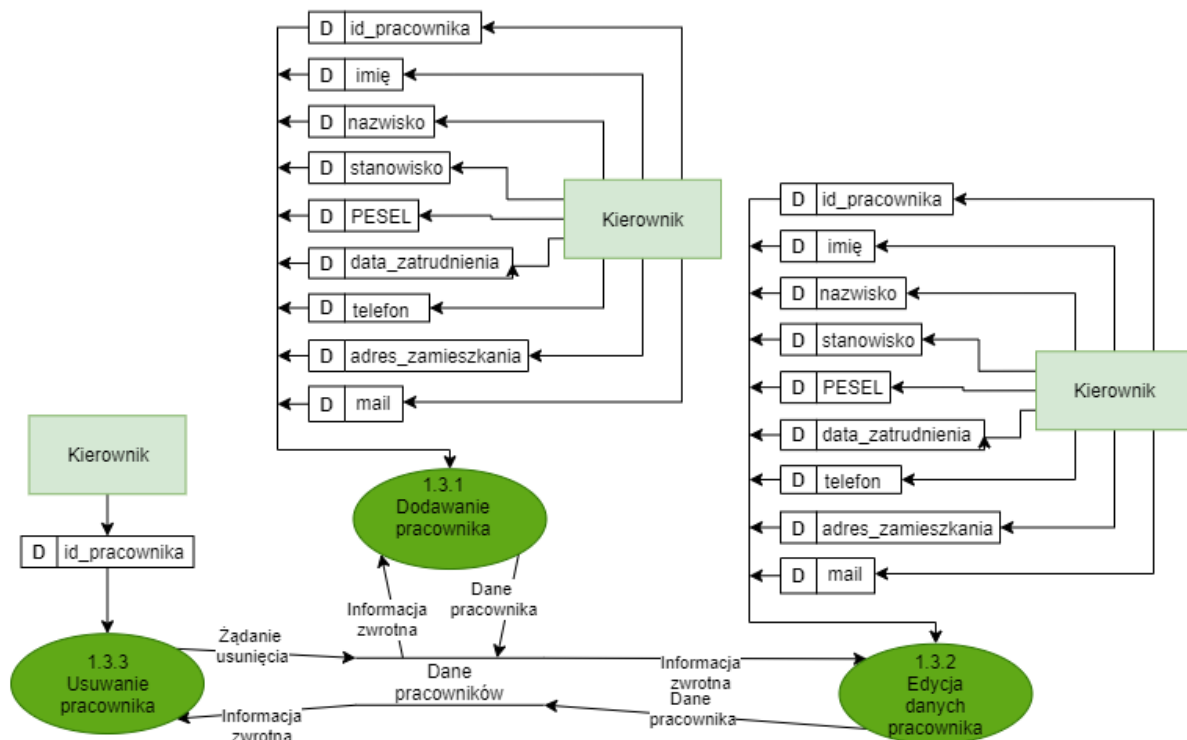 D id_pracownika
D imię
D nazwisko
D stanowisko
D PESEL
D data_zatrudnienia
D telefon
D adres_zamieszkania
D mail
Kierownik
D id_pracownika
D imię
D nazwisko
D stanowisko
D PESEL
D data_zatrudnienia
D telefon
D adres_zamieszkania
D mail
Kierownik
Kierownik
D id_pracownika
1.3.1
Dodawanie
pracownika
Informacja
zwrotna
Dane
pracownika
1.3.3
Usuwanie
pracownika
Żądanie
usunięcia
Dane
pracowników
Informacja
zwrotna
Informacja
zwrotna
Dane
pracownika
1.3.2
Edycja
danych
pracownika